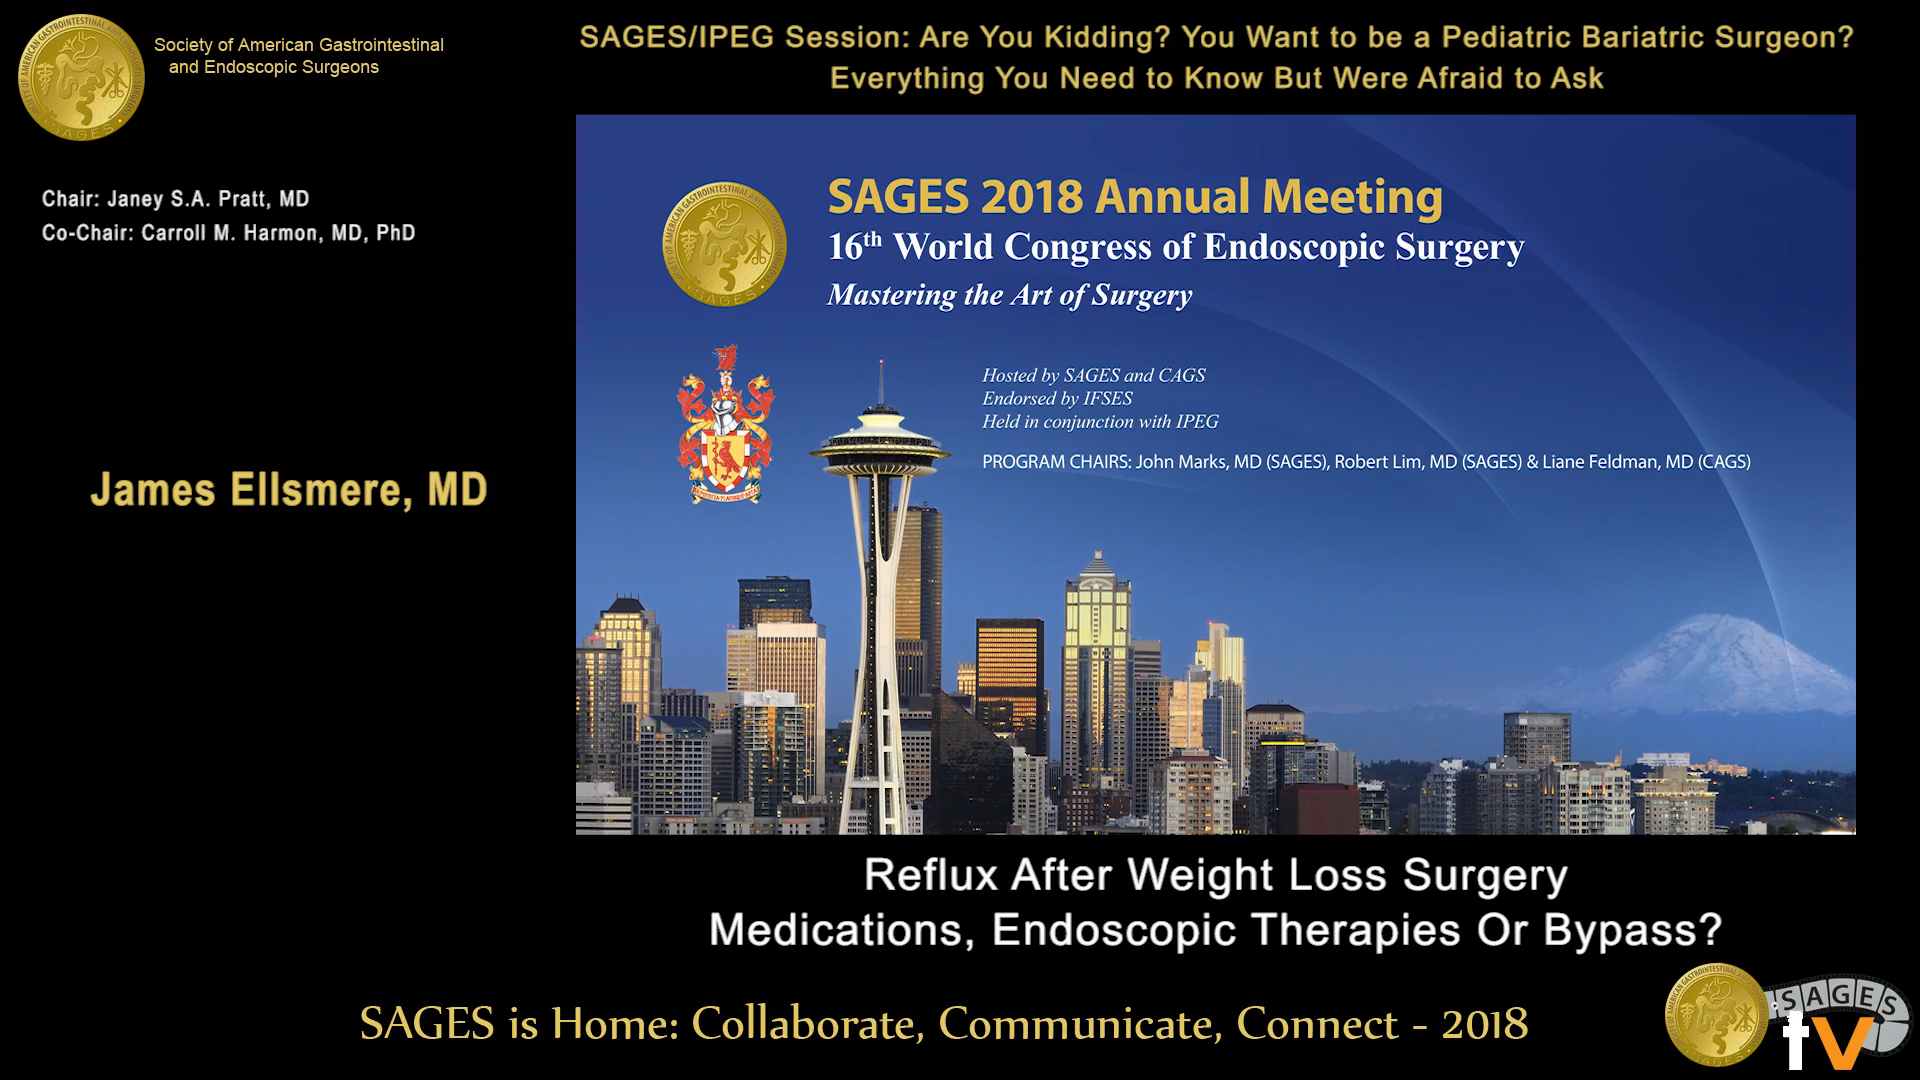 Society of American Gastrointestinal
and Endoscopic Surgeons
SAGES/IPEG Session: Are You Kidding? You Want to be a Pediatric Bariatric Surgeon?
Everything You Need to Know But Were Afraid to Ask
Chair: Janey S.A. Pratt, MD
Co-Chair: Carroll M. Harmon, MD, PhD
James Ellsmere, MD
SAGES 2018 Annual Meeting
16th World Congress of Endoscopic Surgery
Mastering the Art of Surgery
Hosted by SAGES and CAGS
Endorsed by IFSES
Held in conjunction with IPEG
PROGRAM CHAIRS: John Marks, MD (SAGES), Robert Lim, MD (SAGES) & Liane Feldman, MD (CAGS)
Reflux After Weight Loss Surgery
Medications, Endoscopic Therapies Or Bypass?
SAGES is Home: Collaborate, Communicate, Connect - 2018
SAGES
tv